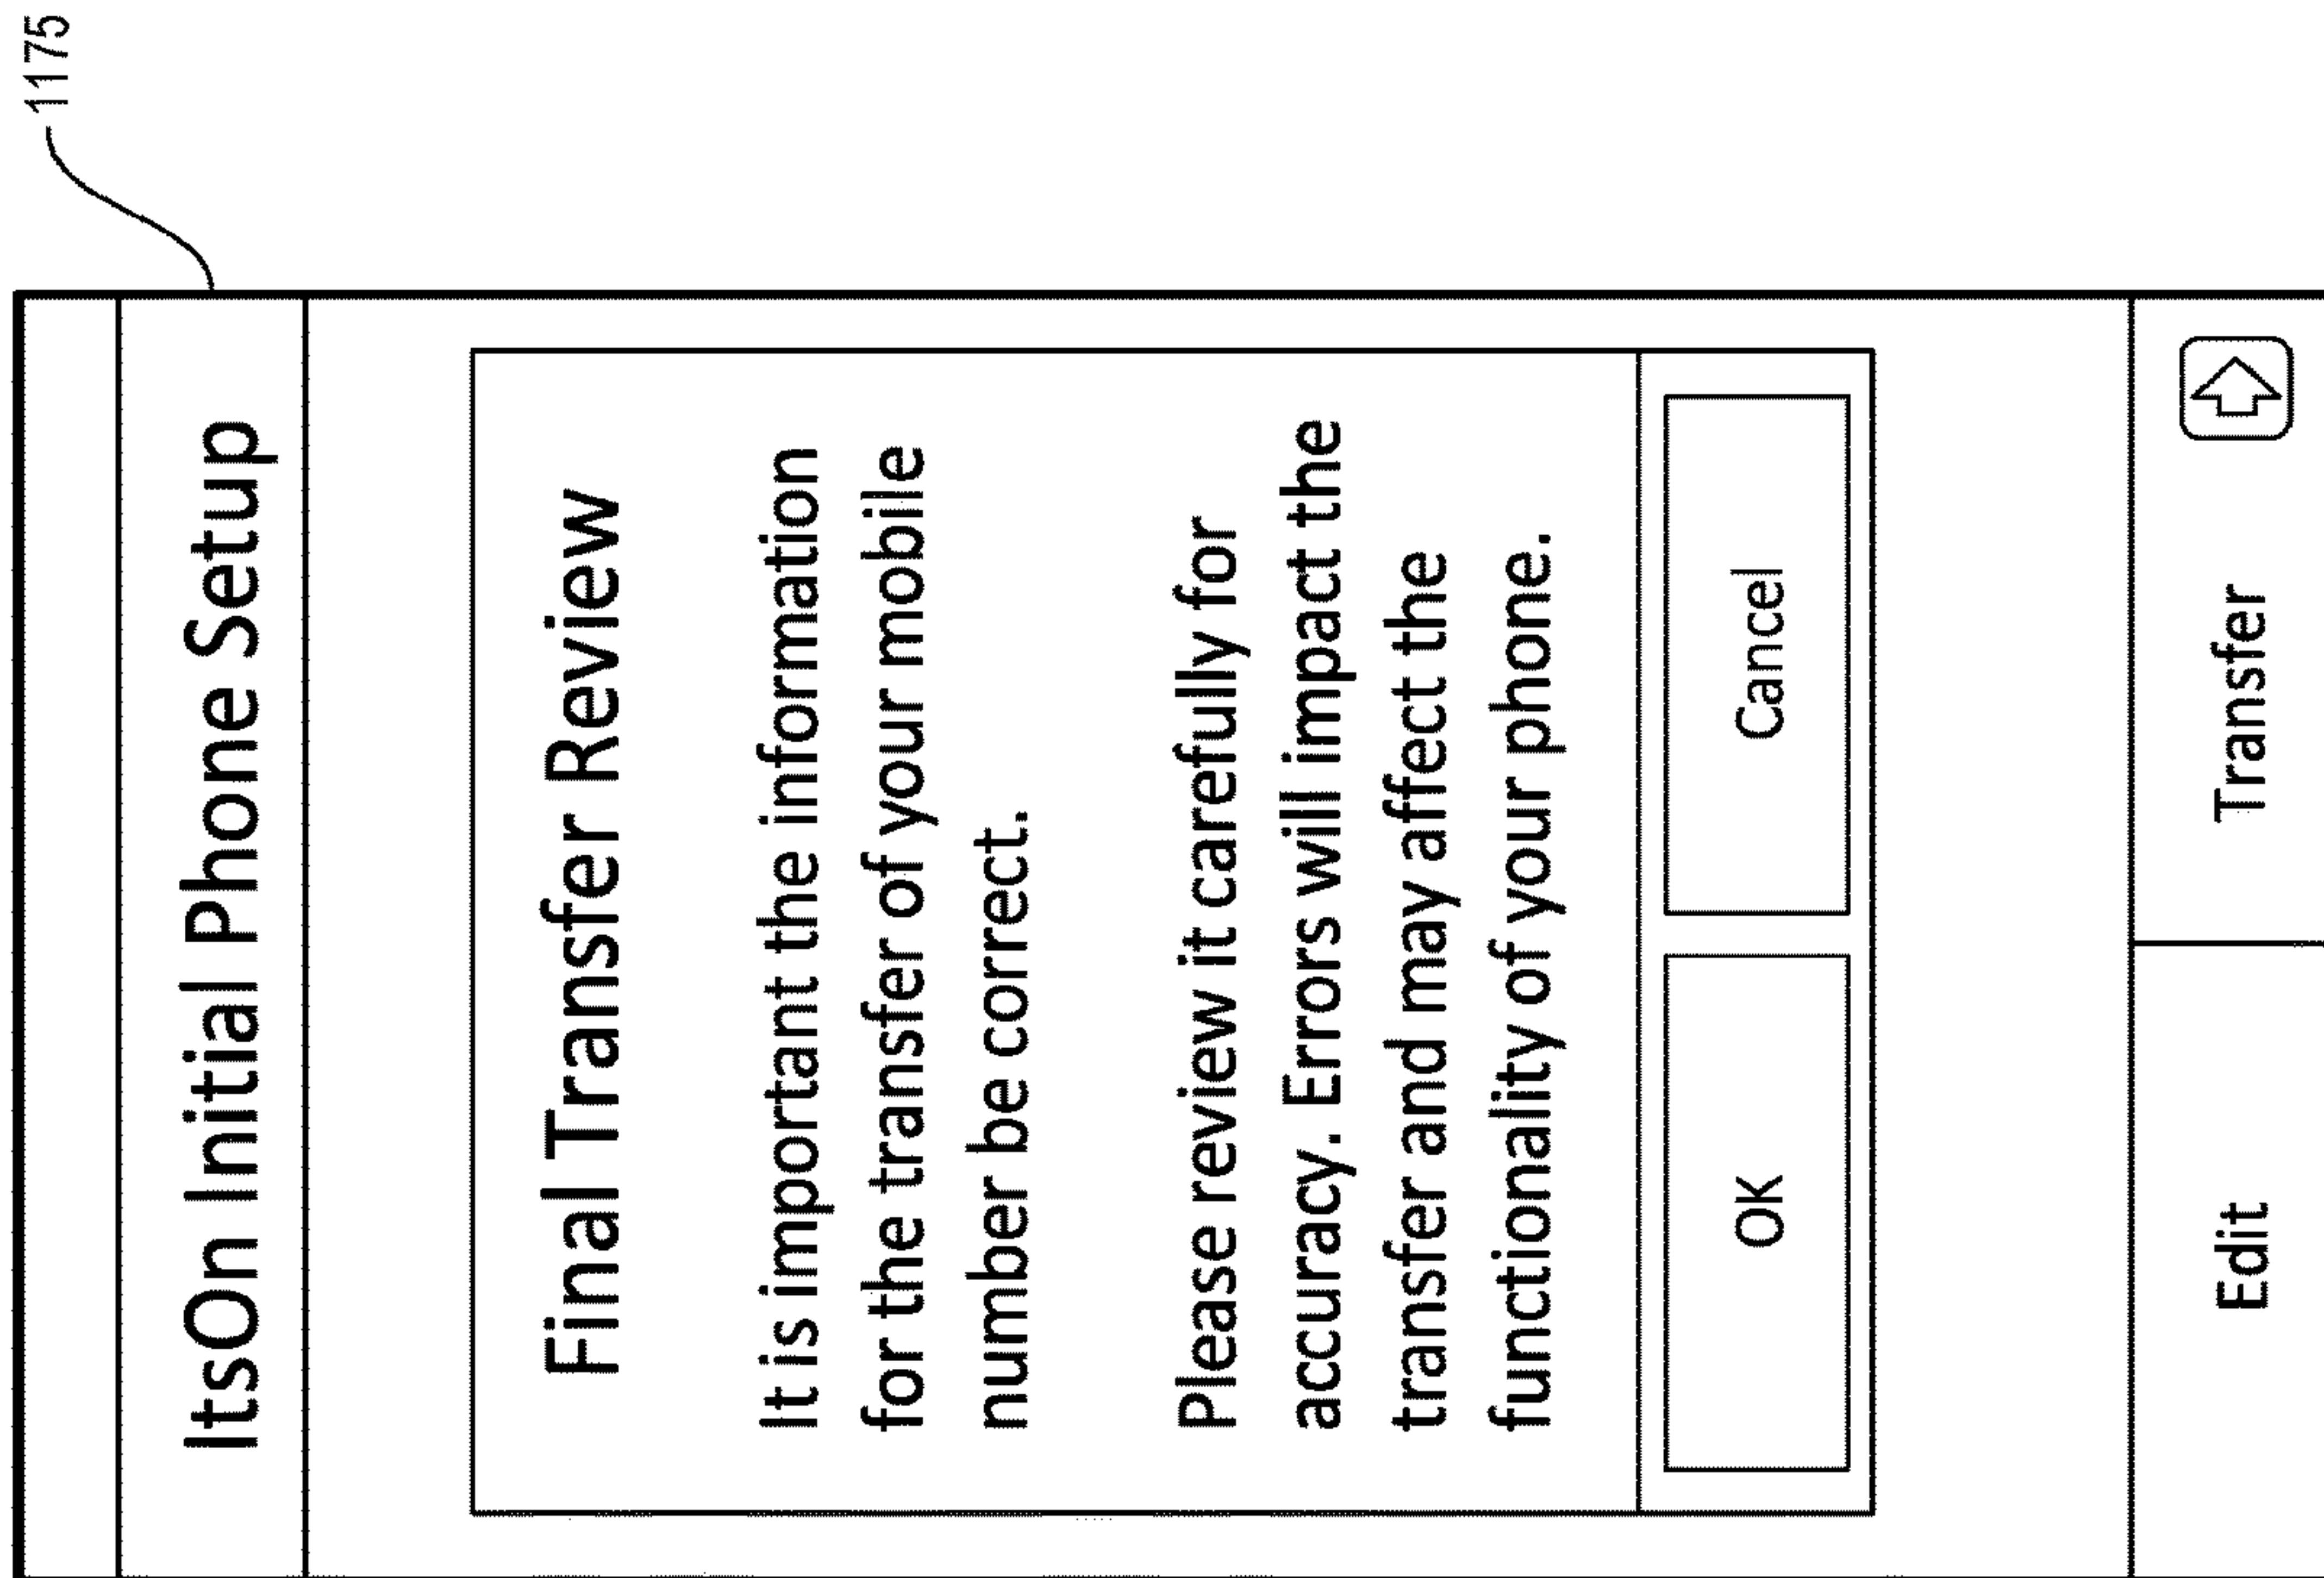 1175
ItsOn Initial Phone Setup
Final Transfer Review
It is important the information
for the transfer of your mobile
number be correct.
Please review it carefully for
accuracy. Errors will impact the
transfer and may affect the
functionality of your phone.
OK
Cancel
Edit
Transfer